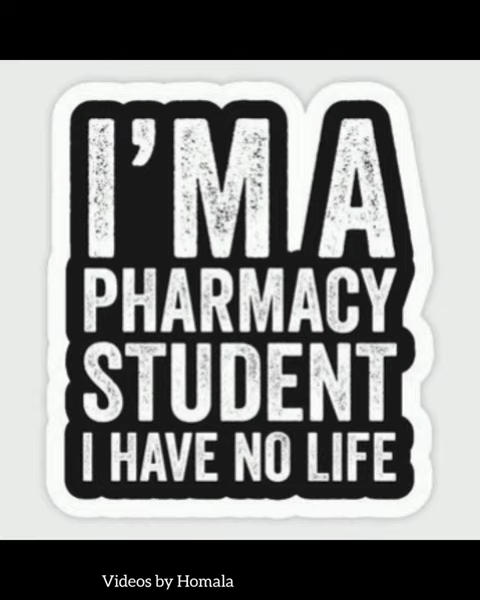 I'M A
PHARMACY
STUDENT
I HAVE NO LIFE
Videos by Homala